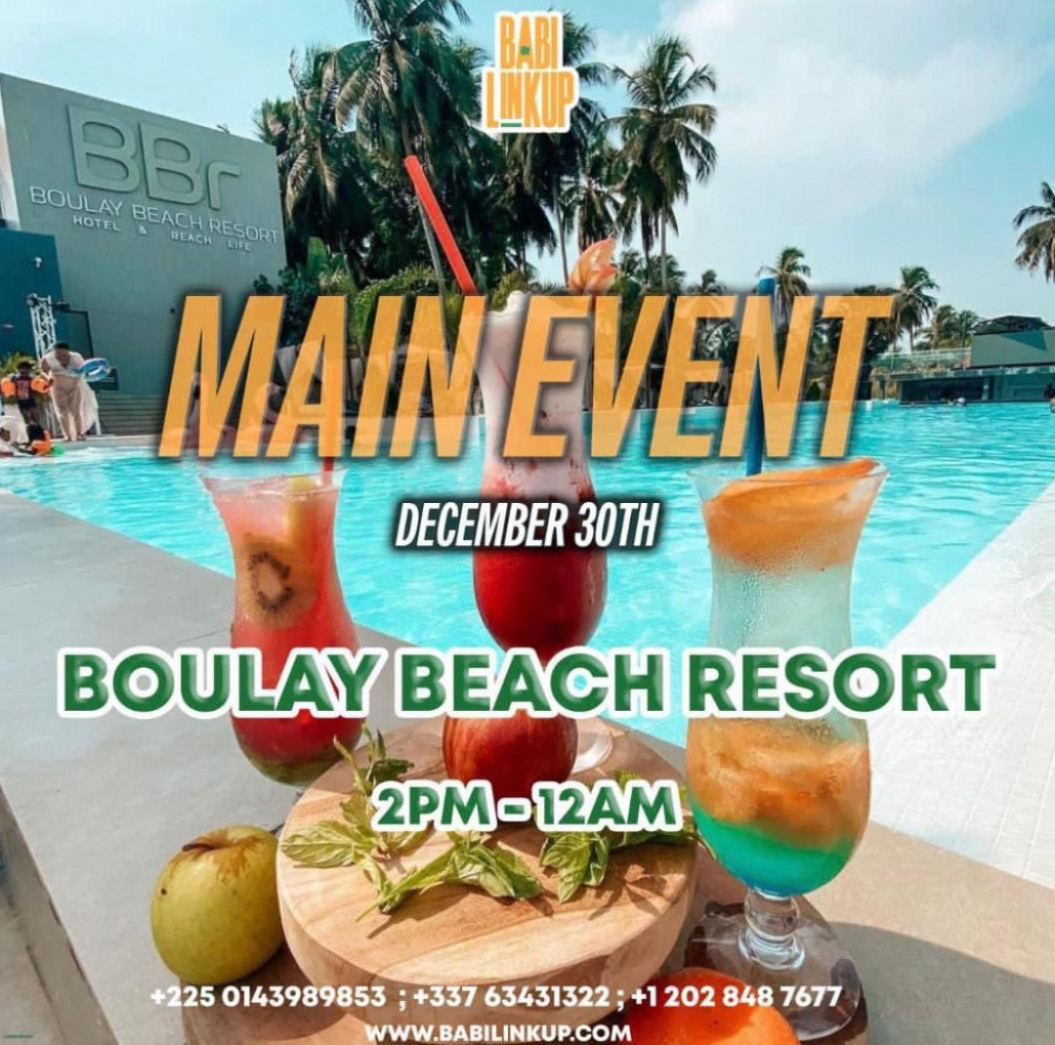 BABI
LINKUP
BBr
BOULAY BEACH RESORT
HOTEL & BEACH LIFE
MAIN EVENT
DECEMBER 30TH
BOULAY BEACH RESORT
2PM - 12AM
+225 0143989853 ; +337 63431322 ; +1 202 848 7677
WWW.BABILINKUP.COM